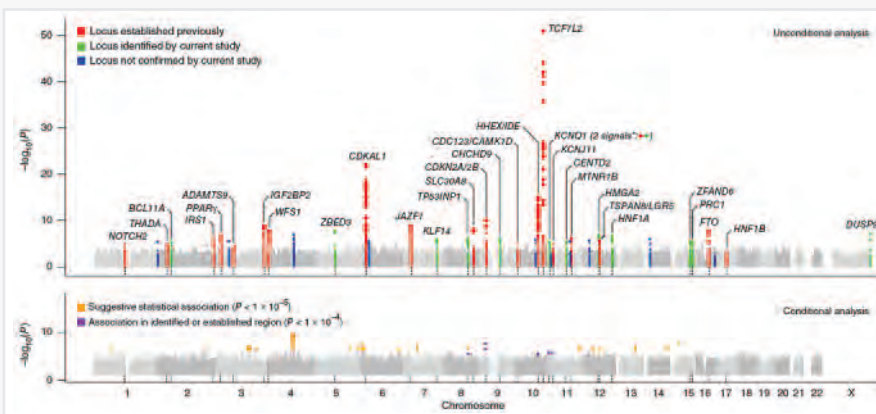 Locus established previously
Locus identified by current study
Locus not confirmed by current study
Unconditional analysis
50
40
30
20
10
0
–log10(P)
TCF7L2
HHEX/IDE
KCNQ1 (2 signals*: )
CDC123/CAMK1D
KCNJ11
CHCHD9
CENTD2
CDKAL1
CDKN2A/2B
MTNR1B
SLC30A8
HMGA2
ADAMTS9
IGF2BP2
TP53INP1
TSPAN8/LGR5
ZFAND6
BCL11A
PPARγ
WFS1
HNF1A
PRC1
THADA
IRS1
ZBED3
JAZF1
KLF14
FTO
HNF1B
NOTCH2
Suggestive statistical association (P < 1 × 10–5)
Association in identified or established region (P < 1 × 10–4)
Conditional analysis
10
0
–log10(P)
1 2 3 4 5 6 7 8 9 10 11 12 13 14 15 16 17 18 19 20 21 22 X
Chromosome